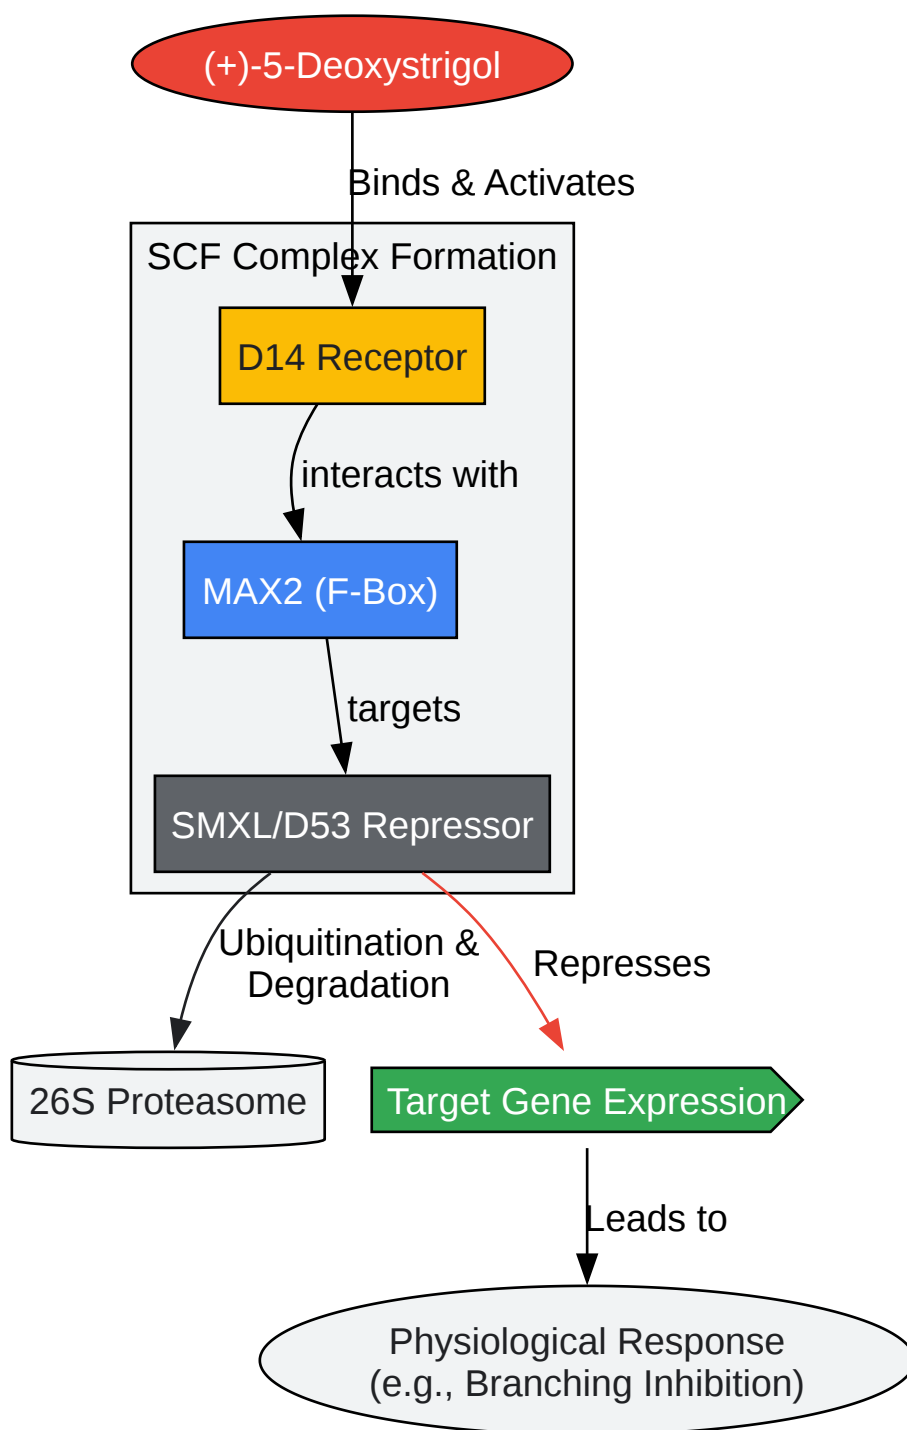 (+)-5-Deoxystrigol
Binds & Activates
SCF Complex Formation
D14 Receptor
interacts with
MAX2 (F-Box)
targets
SMXL/D53 Repressor
Ubiquitination &
Degradation
Represses
26S Proteasome
Target Gene Expression
Leads to
Physiological Response
(e.g., Branching Inhibition)